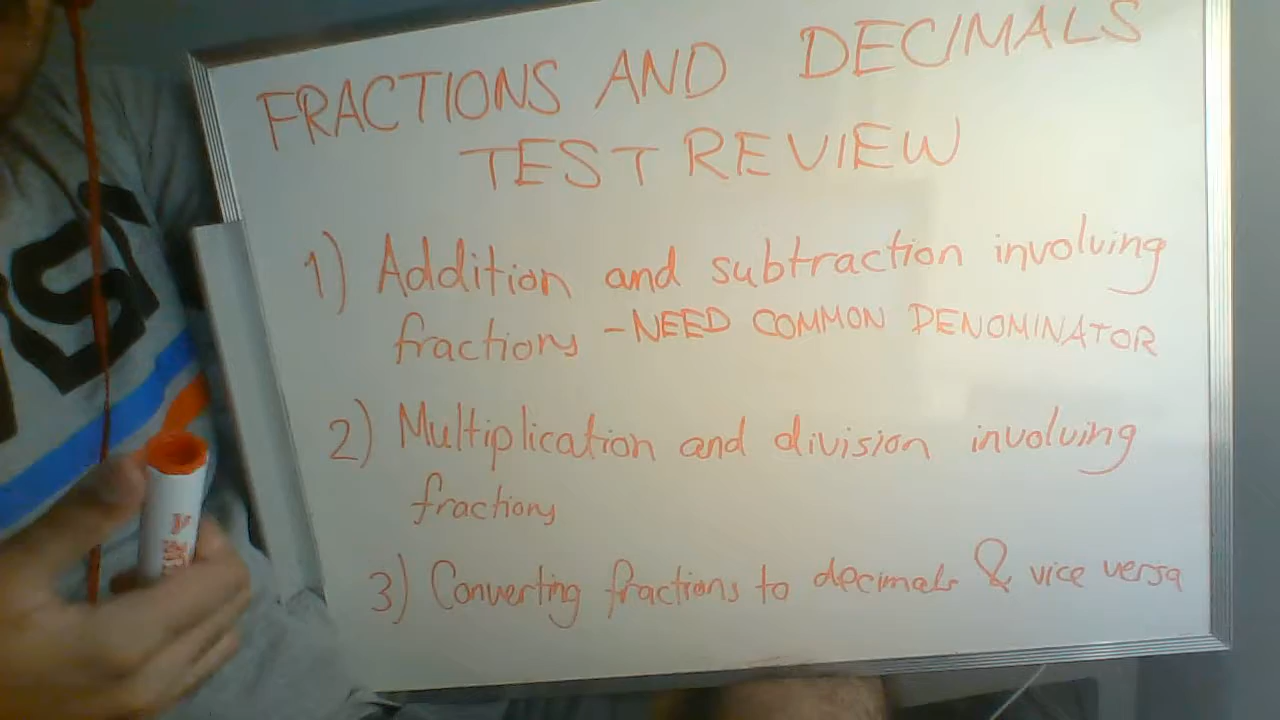 FRACTIONS AND DECIMALS
TEST REVIEW
1) Addition and subtraction involving
fractions - NEED COMMON DENOMINATOR
2) Multiplication and division involving
fractions
3) Converting fractions to decimals & vice versa